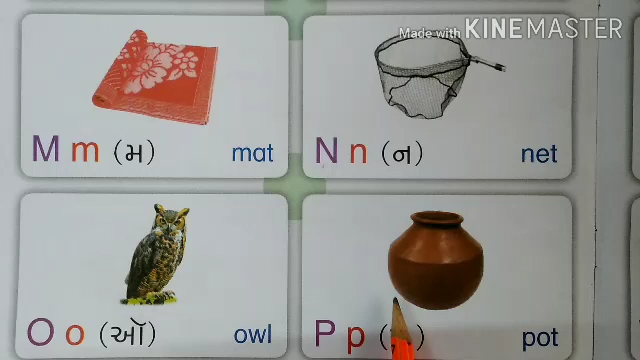 Made with KINEMASTER
M m (મ) mat
N n (ન) net
O o (ઑ) owl
P p ( ) pot